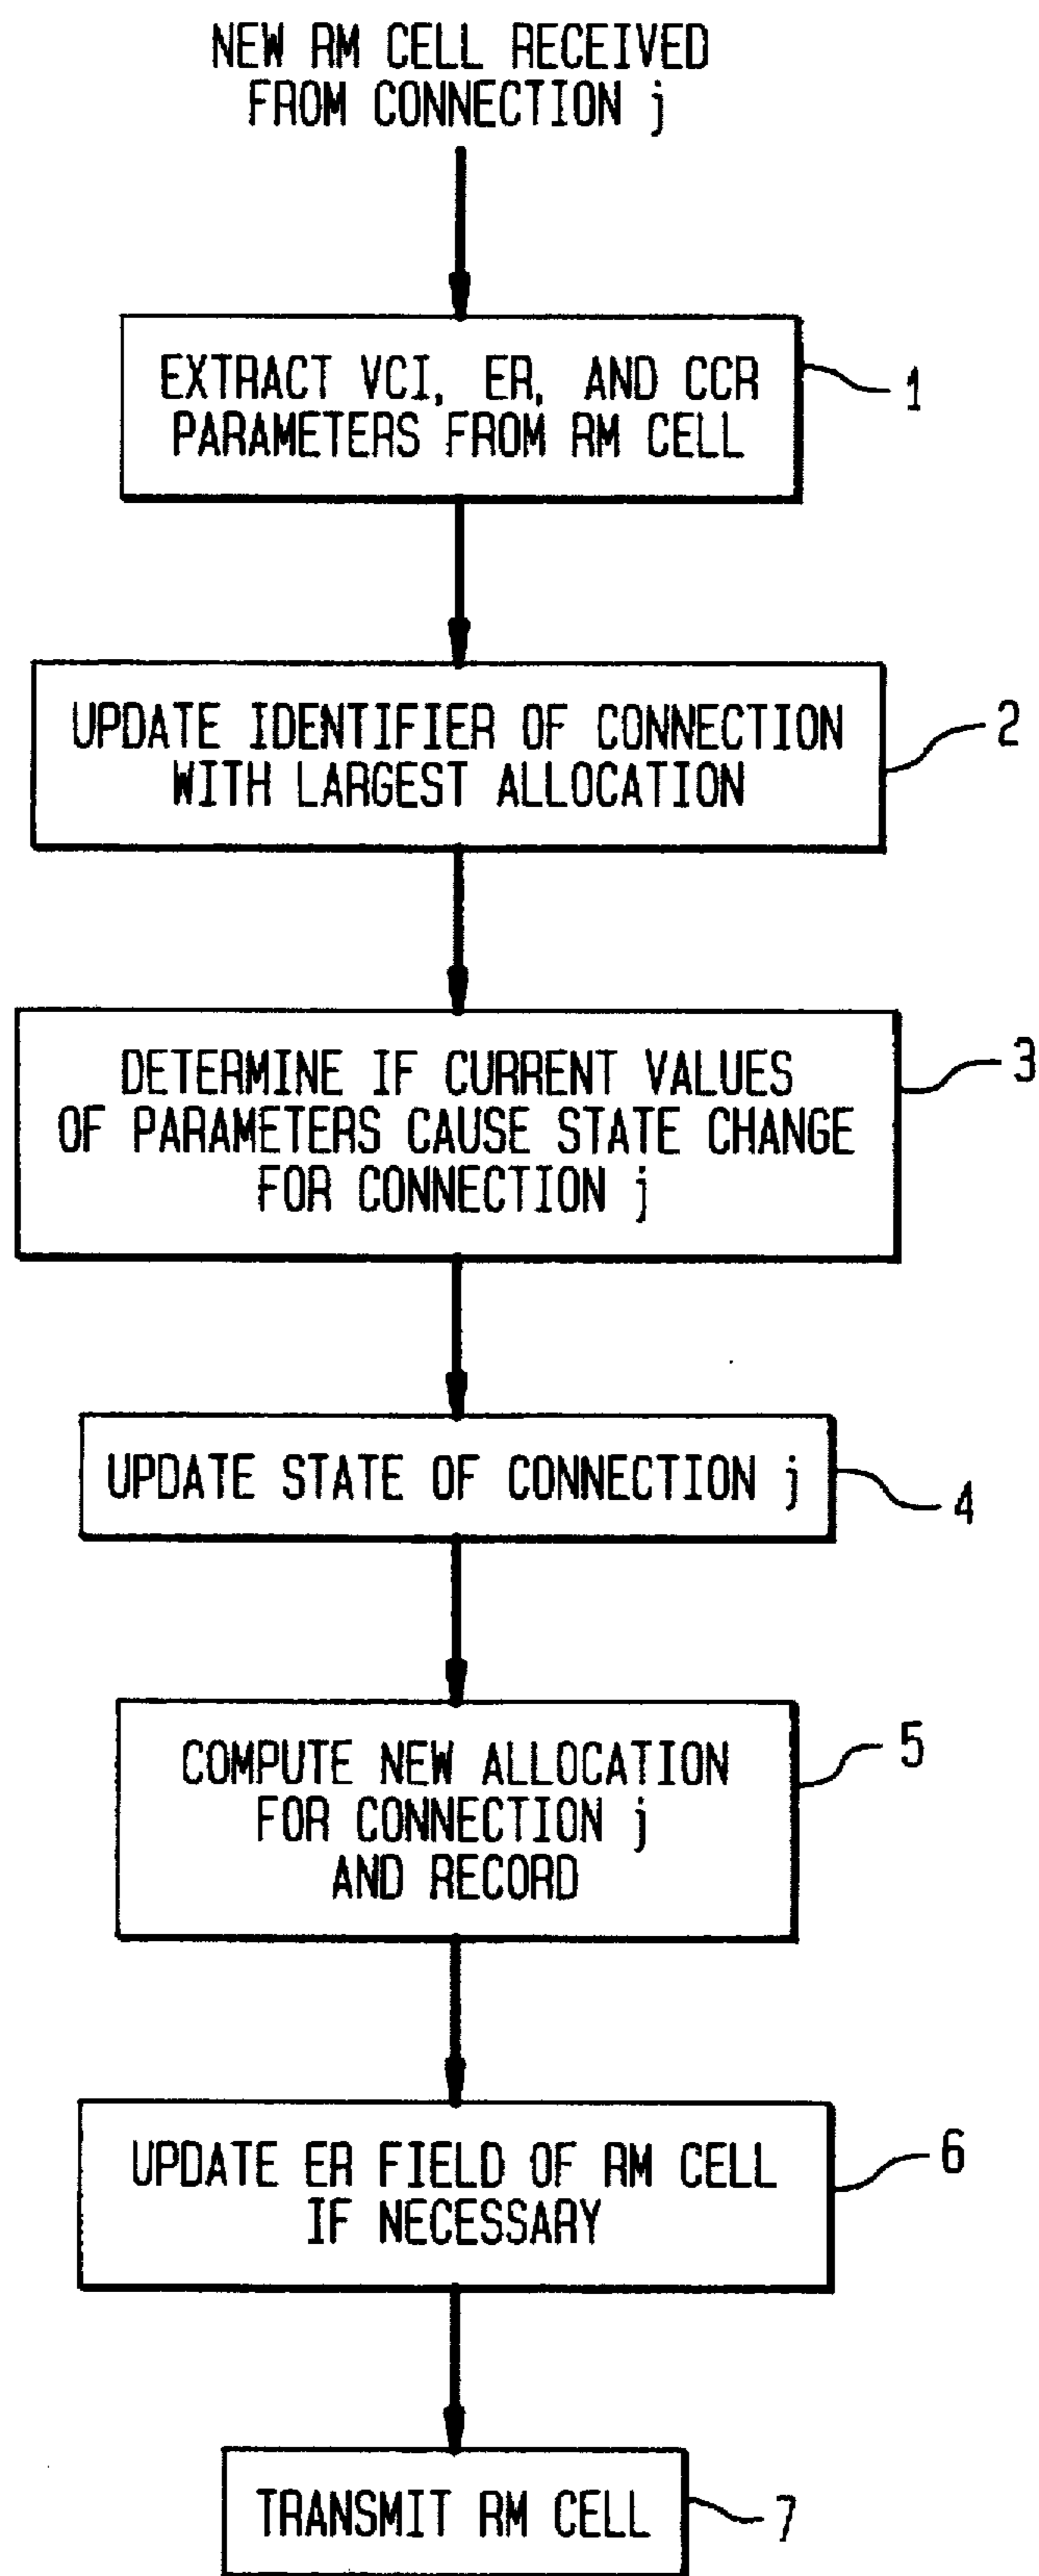 NEW RM CELL RECEIVED
FROM CONNECTION j
EXTRACT VCI, ER, AND CCR
PARAMETERS FROM RM CELL
1
UPDATE IDENTIFIER OF CONNECTION
WITH LARGEST ALLOCATION
2
DETERMINE IF CURRENT VALUES
OF PARAMETERS CAUSE STATE CHANGE
FOR CONNECTION j
3
UPDATE STATE OF CONNECTION j
4
COMPUTE NEW ALLOCATION
FOR CONNECTION j
AND RECORD
5
UPDATE ER FIELD OF RM CELL
IF NECESSARY
6
TRANSMIT RM CELL
7